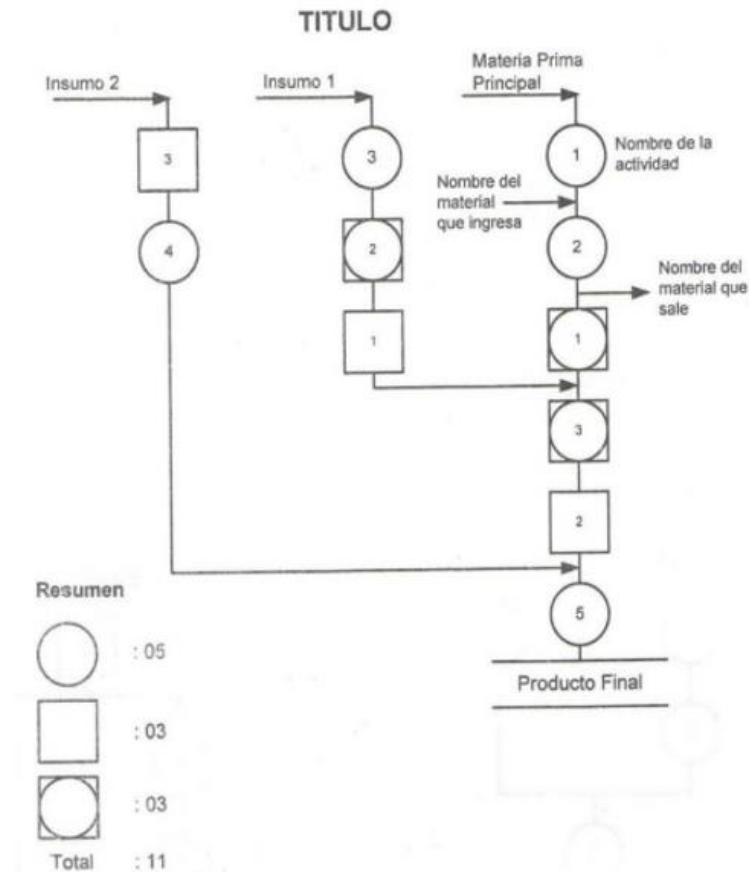 TITULO
Insumo 2
Insumo 1
Materia Prima
Principal
3
3
1
Nombre de la
actividad
Nombre del
material
que ingresa
4
2
2
Nombre del
material que
sale
1
1
3
2
Resumen
5
: 05
Producto Final
: 03
: 03
Total : 11